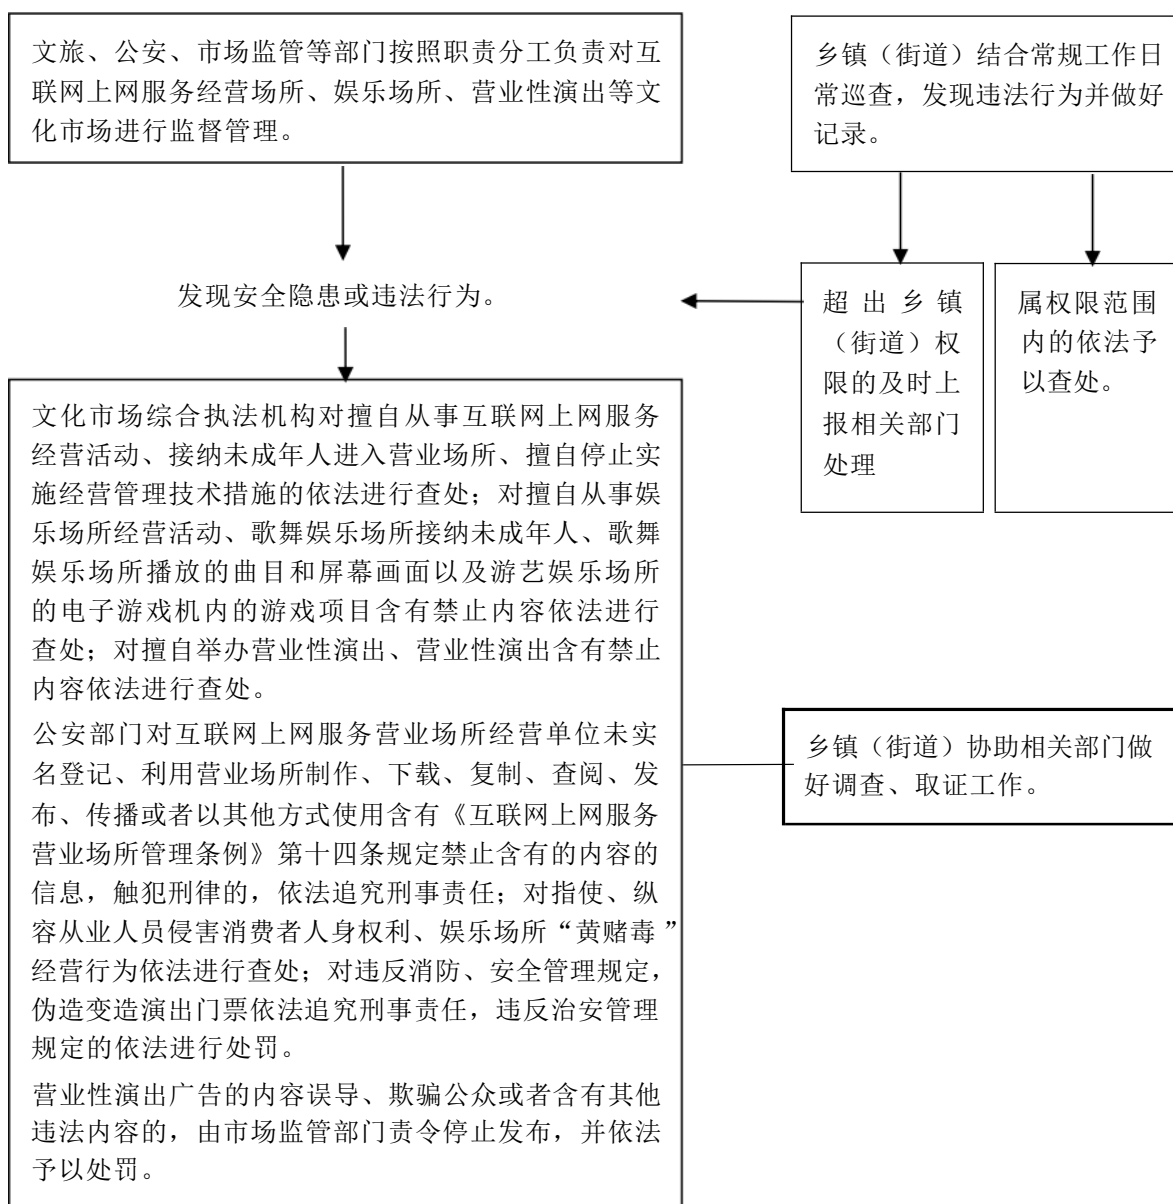 文旅、公安、市场监管等部门按照职责分工负责对互
联网上网服务经营场所、娱乐场所、营业性演出等文
化市场进行监督管理。
乡镇（街道）结合常规工作日
常巡查，发现违法行为并做好
记录。
发现安全隐患或违法行为。
超出乡镇
（街道）权
限的及时上
报相关部门
处理
属权限范围
内的依法予
以查处。
文化市场综合执法机构对擅自从事互联网上网服务
经营活动、接纳未成年人进入营业场所、擅自停止实
施经营管理技术措施的依法进行查处；对擅自从事娱
乐场所经营活动、歌舞娱乐场所接纳未成年人、歌舞
娱乐场所播放的曲目和屏幕画面以及游艺娱乐场所
的电子游戏机内的游戏项目含有禁止内容依法进行
查处；对擅自举办营业性演出、营业性演出含有禁止
内容依法进行查处。
公安部门对互联网上网服务营业场所经营单位未实
名登记、利用营业场所制作、下载、复制、查阅、发
布、传播或者以其他方式使用含有《互联网上网服务
营业场所管理条例》第十四条规定禁止含有的内容的
信息，触犯刑律的，依法追究刑事责任；对指使、纵
容从业人员侵害消费者人身权利、娱乐场所“黄赌毒”
经营行为依法进行查处；对违反消防、安全管理规定，
伪造变造演出门票依法追究刑事责任，违反治安管理
规定的依法进行处罚。
营业性演出广告的内容误导、欺骗公众或者含有其他
违法内容的，由市场监管部门责令停止发布，并依法
予以处罚。
乡镇（街道）协助相关部门做
好调查、取证工作。